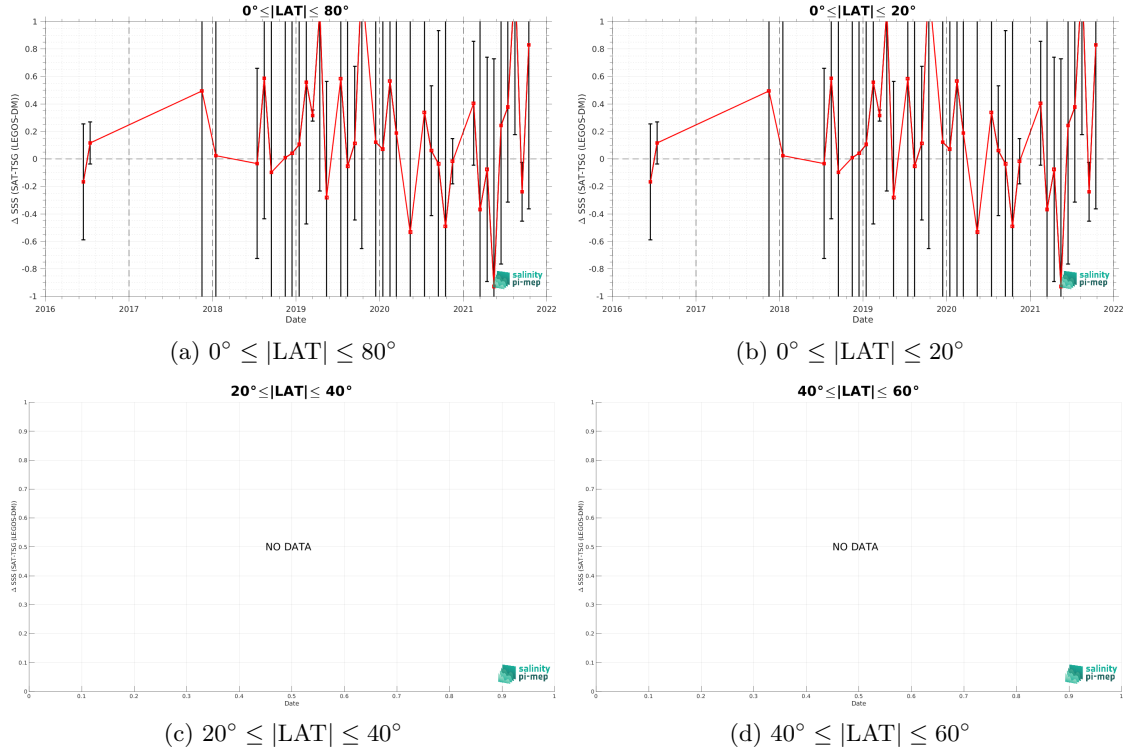 0°≤|LAT|≤ 80°
Δ SSS (SAT-TSG (LEGOS-DM))
1
0.8
0.6
0.4
0.2
0
-0.2
-0.4
-0.6
-0.8
-1
2016 2017 2018 2019 2020 2021 2022
Date
salinity
pi-mep
(a) 0° ≤ |LAT| ≤ 80°
0°≤|LAT|≤ 20°
Δ SSS (SAT-TSG (LEGOS-DM))
1
0.8
0.6
0.4
0.2
0
-0.2
-0.4
-0.6
-0.8
-1
2016 2017 2018 2019 2020 2021 2022
Date
salinity
pi-mep
(b) 0° ≤ |LAT| ≤ 20°
20°≤|LAT|≤ 40°
Δ SSS (SAT-TSG (LEGOS-DM))
1
0.9
0.8
0.7
0.6
0.5
0.4
0.3
0.2
0.1
0
NO DATA
0 0.1 0.2 0.3 0.4 0.5 0.6 0.7 0.8 0.9 1
Date
salinity
pi-mep
(c) 20° ≤ |LAT| ≤ 40°
40°≤|LAT|≤ 60°
Δ SSS (SAT-TSG (LEGOS-DM))
1
0.9
0.8
0.7
0.6
0.5
0.4
0.3
0.2
0.1
0
NO DATA
0 0.1 0.2 0.3 0.4 0.5 0.6 0.7 0.8 0.9 1
Date
salinity
pi-mep
(d) 40° ≤ |LAT| ≤ 60°